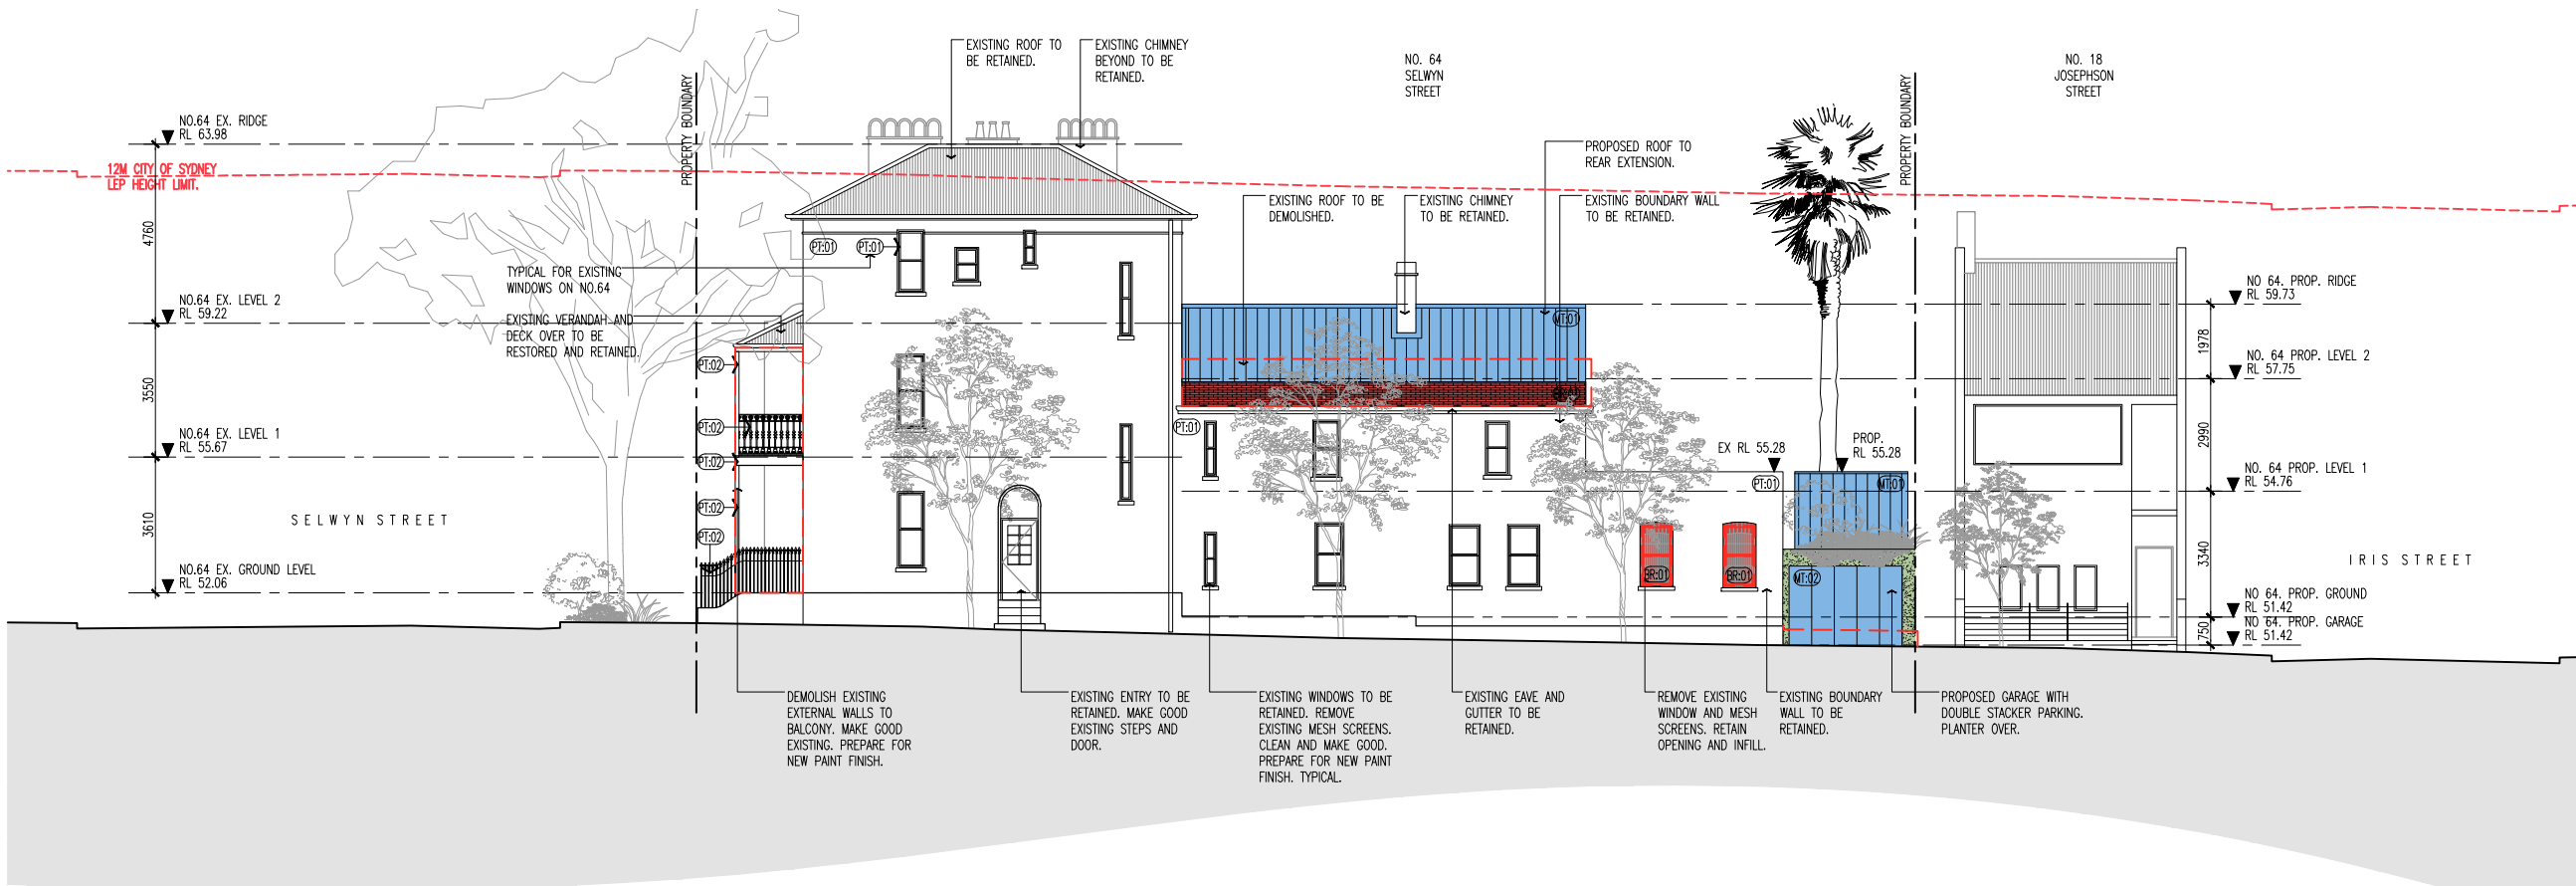 NO. 64
SELWYN
STREET
NO. 18
JOSEPHSON
STREET
EXISTING ROOF TO
BE RETAINED.
EXISTING CHIMNEY
BEYOND TO BE
RETAINED.
PROPERTY BOUNDARY
PROPERTY BOUNDARY
NO.64 EX. RIDGE
RL 63.98
12M CITY OF SYDNEY
LEP HEIGHT LIMIT.
4760
NO.64 EX. LEVEL 2
RL 59.22
3550
NO.64 EX. LEVEL 1
RL 55.67
3610
NO.64 EX. GROUND LEVEL
RL 52.06
SELWYN STREET
TYPICAL FOR EXISTING
WINDOWS ON NO.64
EXISTING VERANDAH AND
DECK OVER TO BE
RESTORED AND RETAINED.
PT:01
PT:01
PT:02
PT:02
PT:02
PT:02
PT:02
PROPOSED ROOF TO
REAR EXTENSION.
EXISTING ROOF TO BE
DEMOLISHED.
EXISTING CHIMNEY
TO BE RETAINED.
EXISTING BOUNDARY WALL
TO BE RETAINED.
MT:01
PT:01
EX RL 55.28
PROP.
RL 55.28
PT:01
MT:01
BR:01
BR:01
MT:02
NO 64. PROP. RIDGE
RL 59.73
1978
NO. 64 PROP. LEVEL 2
RL 57.75
2990
NO. 64 PROP. LEVEL 1
RL 54.76
3340
IRIS STREET
NO 64. PROP. GROUND
RL 51.42
750
NO 64. PROP. GARAGE
RL 51.42
DEMOLISH EXISTING
EXTERNAL WALLS TO
BALCONY. MAKE GOOD
EXISTING. PREPARE FOR
NEW PAINT FINISH.
EXISTING ENTRY TO BE
RETAINED. MAKE GOOD
EXISTING STEPS AND
DOOR.
EXISTING WINDOWS TO BE
RETAINED. REMOVE
EXISTING MESH SCREENS.
CLEAN AND MAKE GOOD.
PREPARE FOR NEW PAINT
FINISH. TYPICAL.
EXISTING EAVE AND
GUTTER TO BE
RETAINED.
REMOVE EXISTING
WINDOW AND MESH
SCREENS. RETAIN
OPENING AND INFILL.
EXISTING BOUNDARY
WALL TO BE
RETAINED.
PROPOSED GARAGE WITH
DOUBLE STACKER PARKING.
PLANTER OVER.